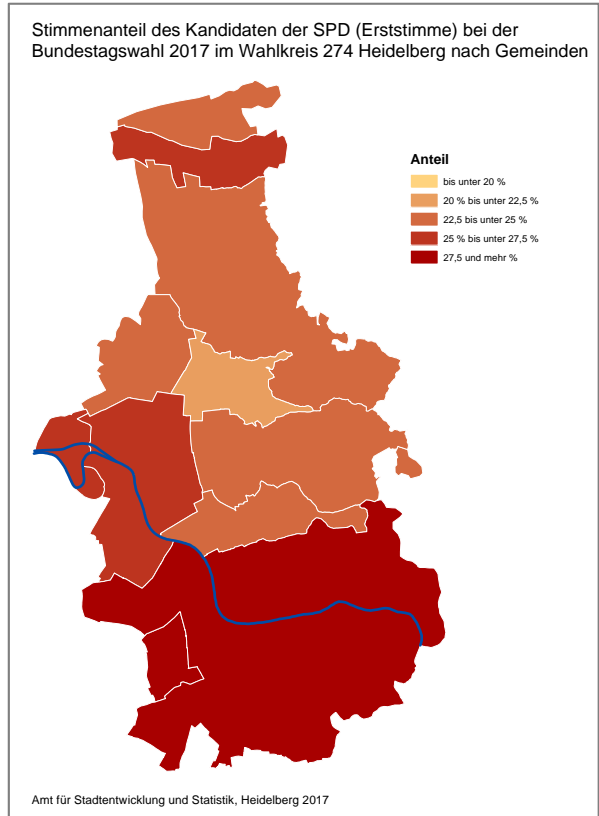 Stimmenanteil des Kandidaten der SPD (Erststimme) bei der
Bundestagswahl 2017 im Wahlkreis 274 Heidelberg nach Gemeinden
Anteil
bis unter 20 %
20 % bis unter 22,5 %
22,5 bis unter 25 %
25 % bis unter 27,5 %
27,5 und mehr %
Amt für Stadtentwicklung und Statistik, Heidelberg 2017